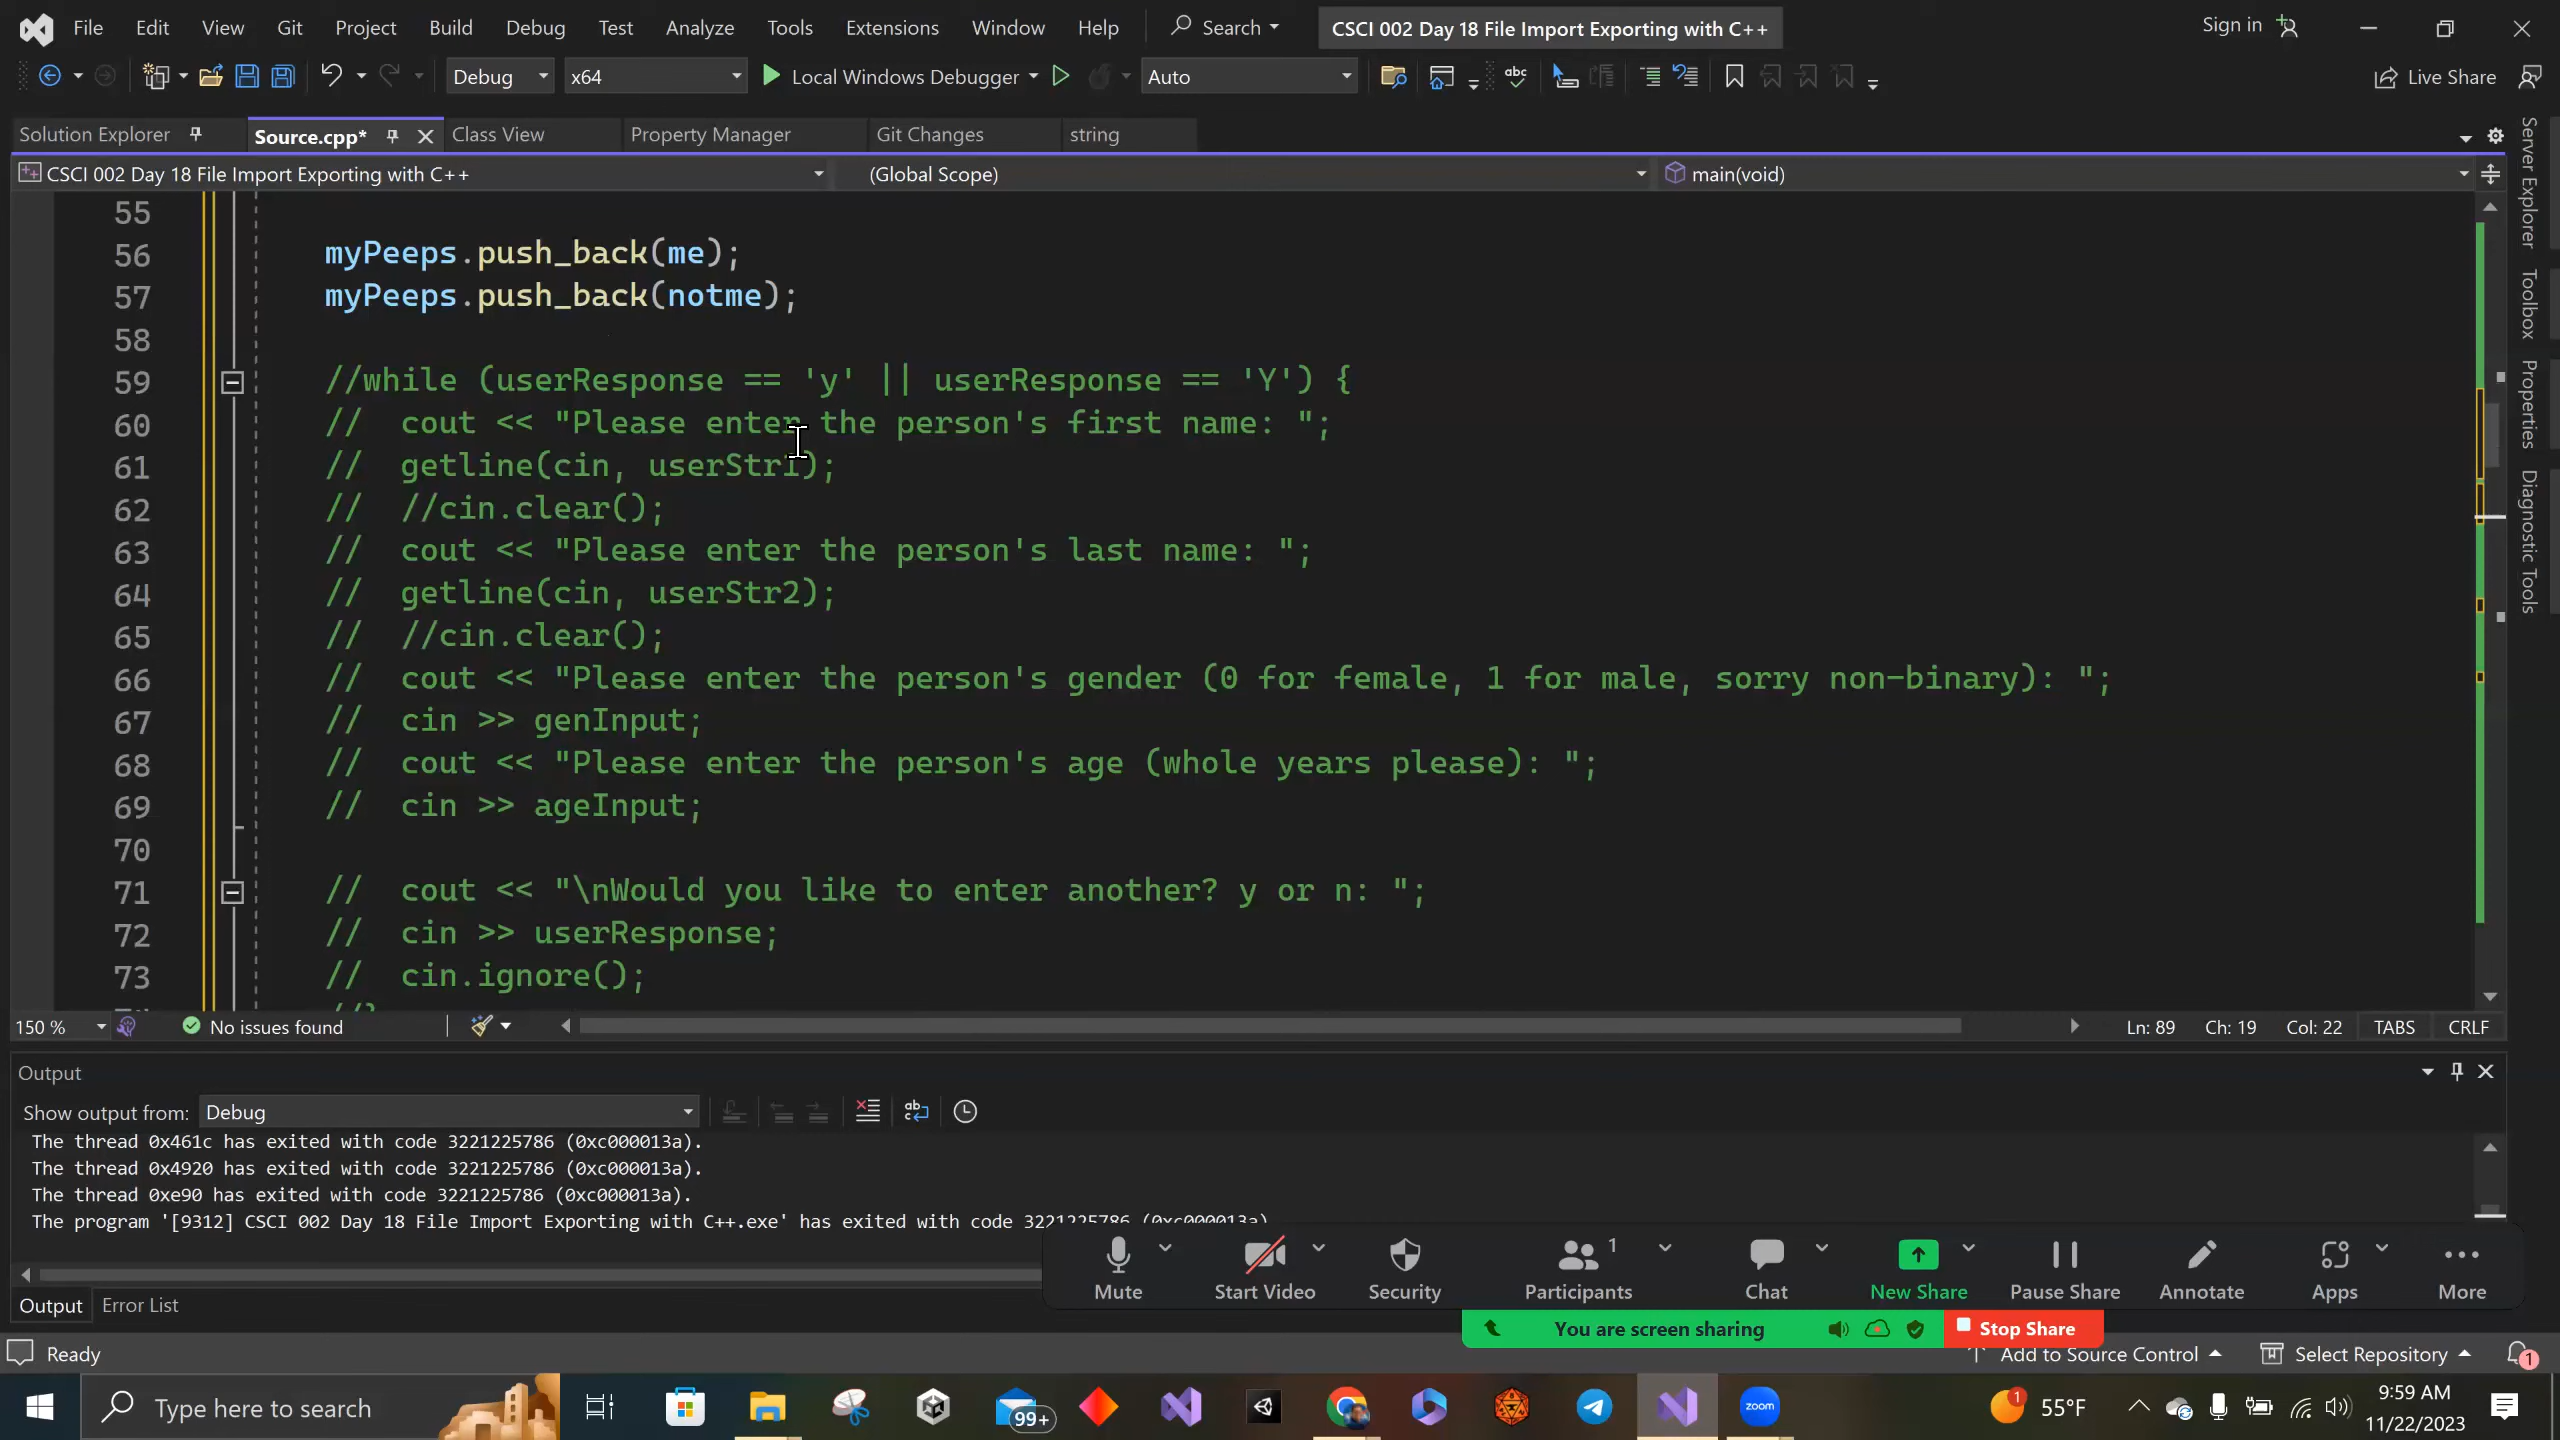 File Edit View Git Project Build Debug Test Analyze Tools Extensions Window Help Search CSCI 002 Day 18 File Import Exporting with C++ Sign in
Debug x64 Local Windows Debugger Auto Live Share
Solution Explorer Source.cpp* Class View Property Manager Git Changes string
CSCI 002 Day 18 File Import Exporting with C++ (Global Scope) main(void)
55
56 myPeeps.push_back(me);
57 myPeeps.push_back(notme);
58
59 //while (userResponse == 'y' || userResponse == 'Y') {
60 // cout << "Please enter the person's first name: ";
61 // getline(cin, userStr1);
62 // //cin.clear();
63 // cout << "Please enter the person's last name: ";
64 // getline(cin, userStr2);
65 // //cin.clear();
66 // cout << "Please enter the person's gender (0 for female, 1 for male, sorry non-binary): ";
67 // cin >> genInput;
68 // cout << "Please enter the person's age (whole years please): ";
69 // cin >> ageInput;
70
71 // cout << "\nWould you like to enter another? y or n: ";
72 // cin >> userResponse;
73 // cin.ignore();
Server Explorer
Toolbox
Properties
Diagnostic Tools
150 % No issues found Ln: 89 Ch: 19 Col: 22 TABS CRLF
Output
Show output from: Debug
The thread 0x461c has exited with code 3221225786 (0xc000013a).
The thread 0x4920 has exited with code 3221225786 (0xc000013a).
The thread 0xe90 has exited with code 3221225786 (0xc000013a).
The program '[9312] CSCI 002 Day 18 File Import Exporting with C++.exe' has exited with code 3221225786 (0xc000013a)
Output Error List
1
Mute Start Video Security Participants Chat New Share Pause Share Annotate Apps More
You are screen sharing Stop Share
Ready Add to Source Control Select Repository 1
Type here to search 99+ zoom 1 55°F 9:59 AM
11/22/2023